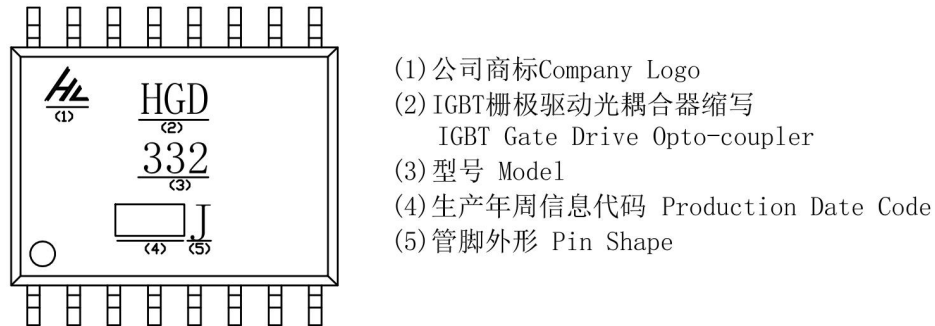 HL
(1)
HGD
(2)
332
(3)
J
(4) (5)
(1)公司商标Company Logo
(2)IGBT栅极驱动光耦合器缩写
IGBT Gate Drive Opto-coupler
(3)型号 Model
(4)生产年周信息代码 Production Date Code
(5)管脚外形 Pin Shape